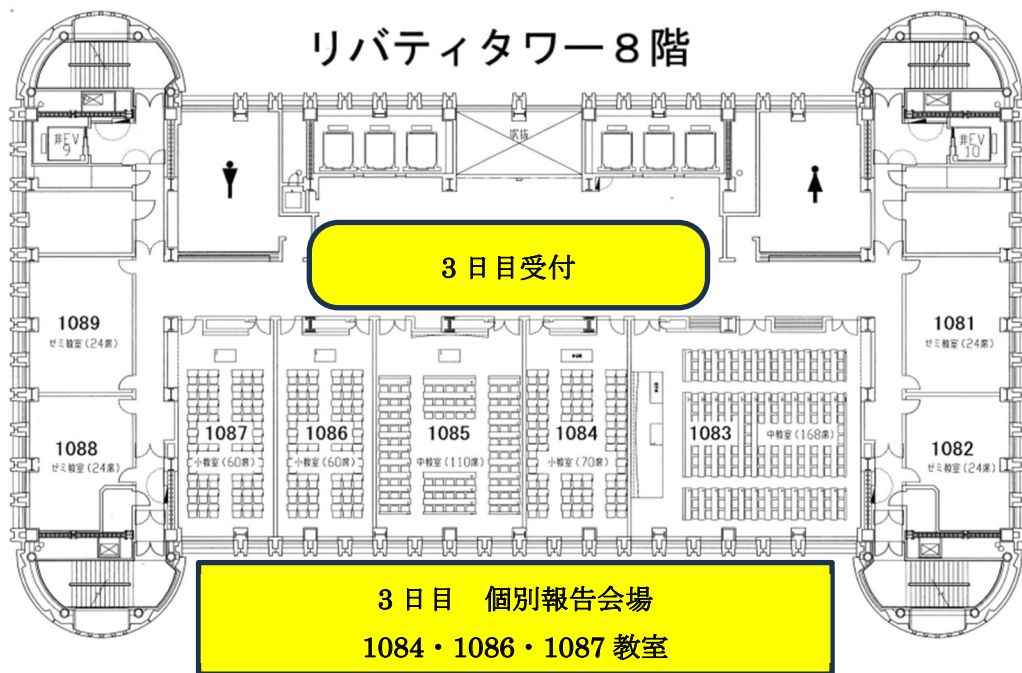 リバティタワー８階
吹抜
非EV
9
非EV
10
３日目受付
1089
ゼミ教室(24席)
1081
ゼミ教室(24席)
1087
小教室(60席)
1086
小教室(60席)
1085
中教室(110席)
1084
小教室(70席)
1083
中教室(168席)
1088
ゼミ教室(24席)
1082
ゼミ教室(24席)
３日目　個別報告会場
1084・1086・1087 教室